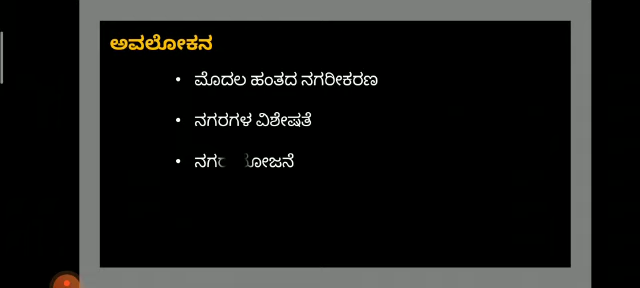 ಅವಲೋಕನ
• ಮೊದಲ ಹಂತದ ನಗರೀಕರಣ
• ನಗರಗಳ ವಿಶೇಷತೆ
•